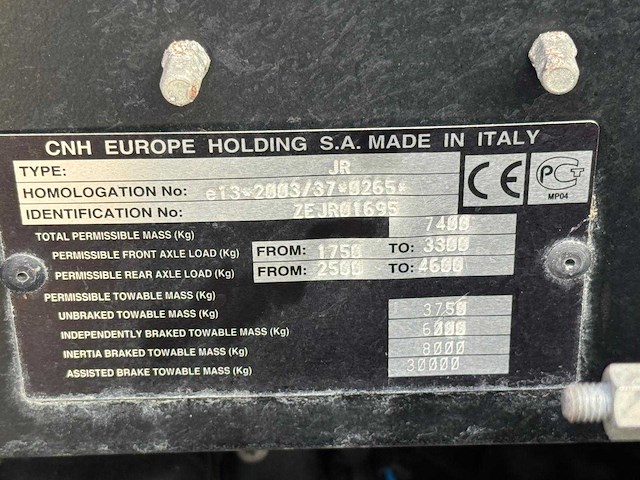 CNH EUROPE HOLDING S.A. MADE IN ITALY
TYPE: JR
HOMOLOGATION No: e13*2003/37*0265*
IDENTIFICATION No: ZEJR01695
TOTAL PERMISSIBLE MASS (Kg) 7400
PERMISSIBLE FRONT AXLE LOAD (Kg) FROM: 1750 TO: 3300
PERMISSIBLE REAR AXLE LOAD (Kg) FROM: 2500 TO: 4600
PERMISSIBLE TOWABLE MASS (Kg)
UNBRAKED TOWABLE MASS (Kg) 3750
INDEPENDENTLY BRAKED TOWABLE MASS (Kg) 6000
INERTIA BRAKED TOWABLE MASS (Kg) 8000
ASSISTED BRAKE TOWABLE MASS (Kg) 30000
CE
PCT
MP04